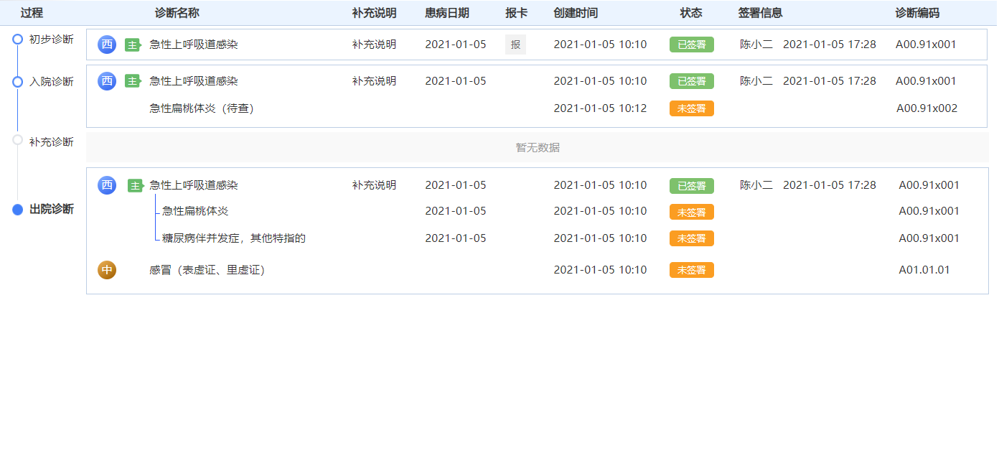 过程 诊断名称 补充说明 患病日期 报卡 创建时间 状态 签署信息 诊断编码
初步诊断 西 主 急性上呼吸道感染 补充说明 2021-01-05 报 2021-01-05 10:10 已签署 陈小二 2021-01-05 17:28 A00.91x001
入院诊断 西 主 急性上呼吸道感染 补充说明 2021-01-05 2021-01-05 10:10 已签署 陈小二 2021-01-05 17:28 A00.91x001
急性扁桃体炎（待查） 2021-01-05 10:12 未签署 A00.91x002
补充诊断 暂无数据
西 主 急性上呼吸道感染 补充说明 2021-01-05 2021-01-05 10:10 已签署 陈小二 2021-01-05 17:28 A00.91x001
出院诊断 急性扁桃体炎 2021-01-05 2021-01-05 10:10 未签署 A00.91x001
糖尿病伴并发症，其他特指的 2021-01-05 2021-01-05 10:10 未签署 A00.91x001
中 感冒（表虚证、里虚证） 2021-01-05 10:10 未签署 A01.01.01